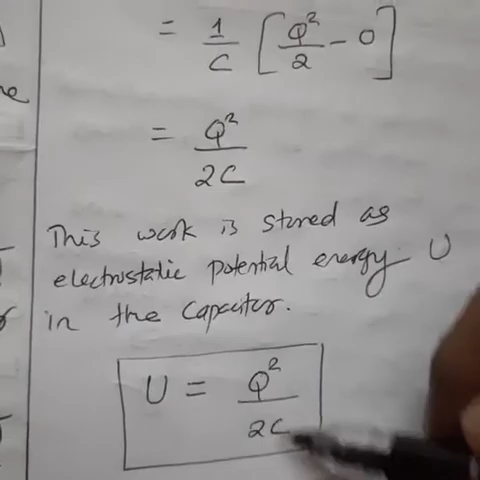 = 1/C [Q²/2 - 0]
= Q²/2C
This work is stored as
electrostatic potential energy U
in the capacitor.
U = Q²/2C